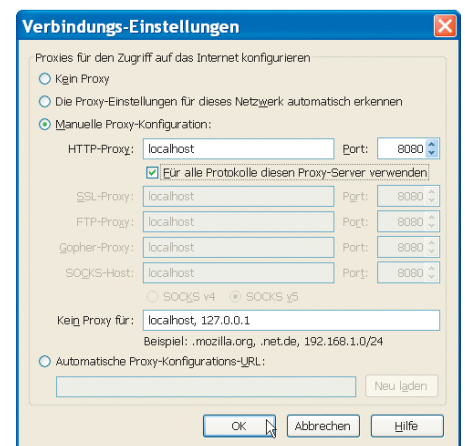 Verbindungs-Einstellungen
Proxies für den Zugriff auf das Internet konfigurieren
Kein Proxy
Die Proxy-Einstellungen für dieses Netzwerk automatisch erkennen
Manuelle Proxy-Konfiguration:
HTTP-Proxy: localhost Port: 8080
Für alle Protokolle diesen Proxy-Server verwenden
SSL-Proxy: localhost Port: 8080
FTP-Proxy: localhost Port: 8080
Gopher-Proxy: localhost Port: 8080
SOCKS-Host: localhost Port: 8080
SOCKS v4 SOCKS v5
Kein Proxy für: localhost, 127.0.0.1
Beispiel: .mozilla.org, .net.de, 192.168.1.0/24
Automatische Proxy-Konfigurations-URL:
Neu laden
OK Abbrechen Hilfe